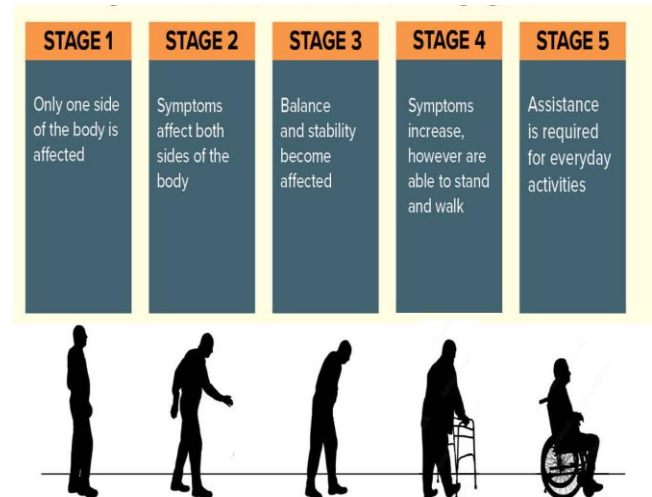 STAGE 1
Only one side
of the body is
affected
STAGE 2
Symptoms
affect both
sides of the
body
STAGE 3
Balance
and stability
become
affected
STAGE 4
Symptoms
increase,
however are
able to stand
and walk
STAGE 5
Assistance
is required
for everyday
activities